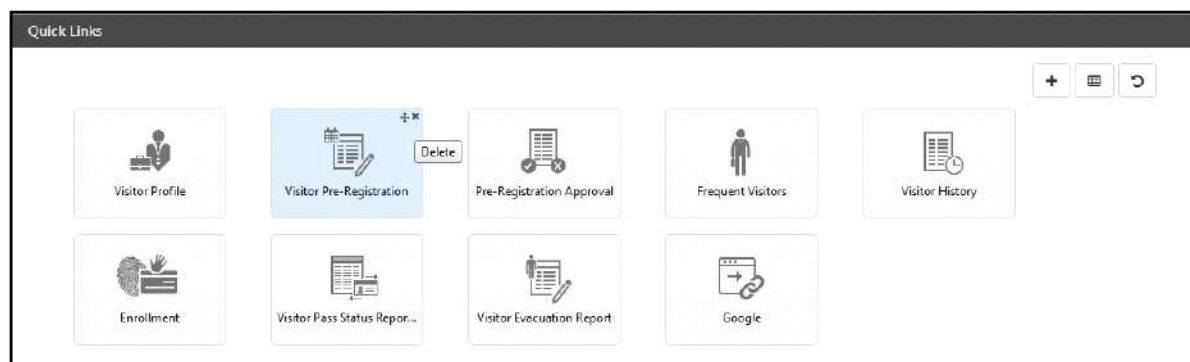 Quick Links
Delete
Visitor Profile
Visitor Pre-Registration
Pre-Registration Approval
Frequent Visitors
Visitor History
Enrollment
Visitor Pass Status Repor...
Visitor Evacuation Report
Google